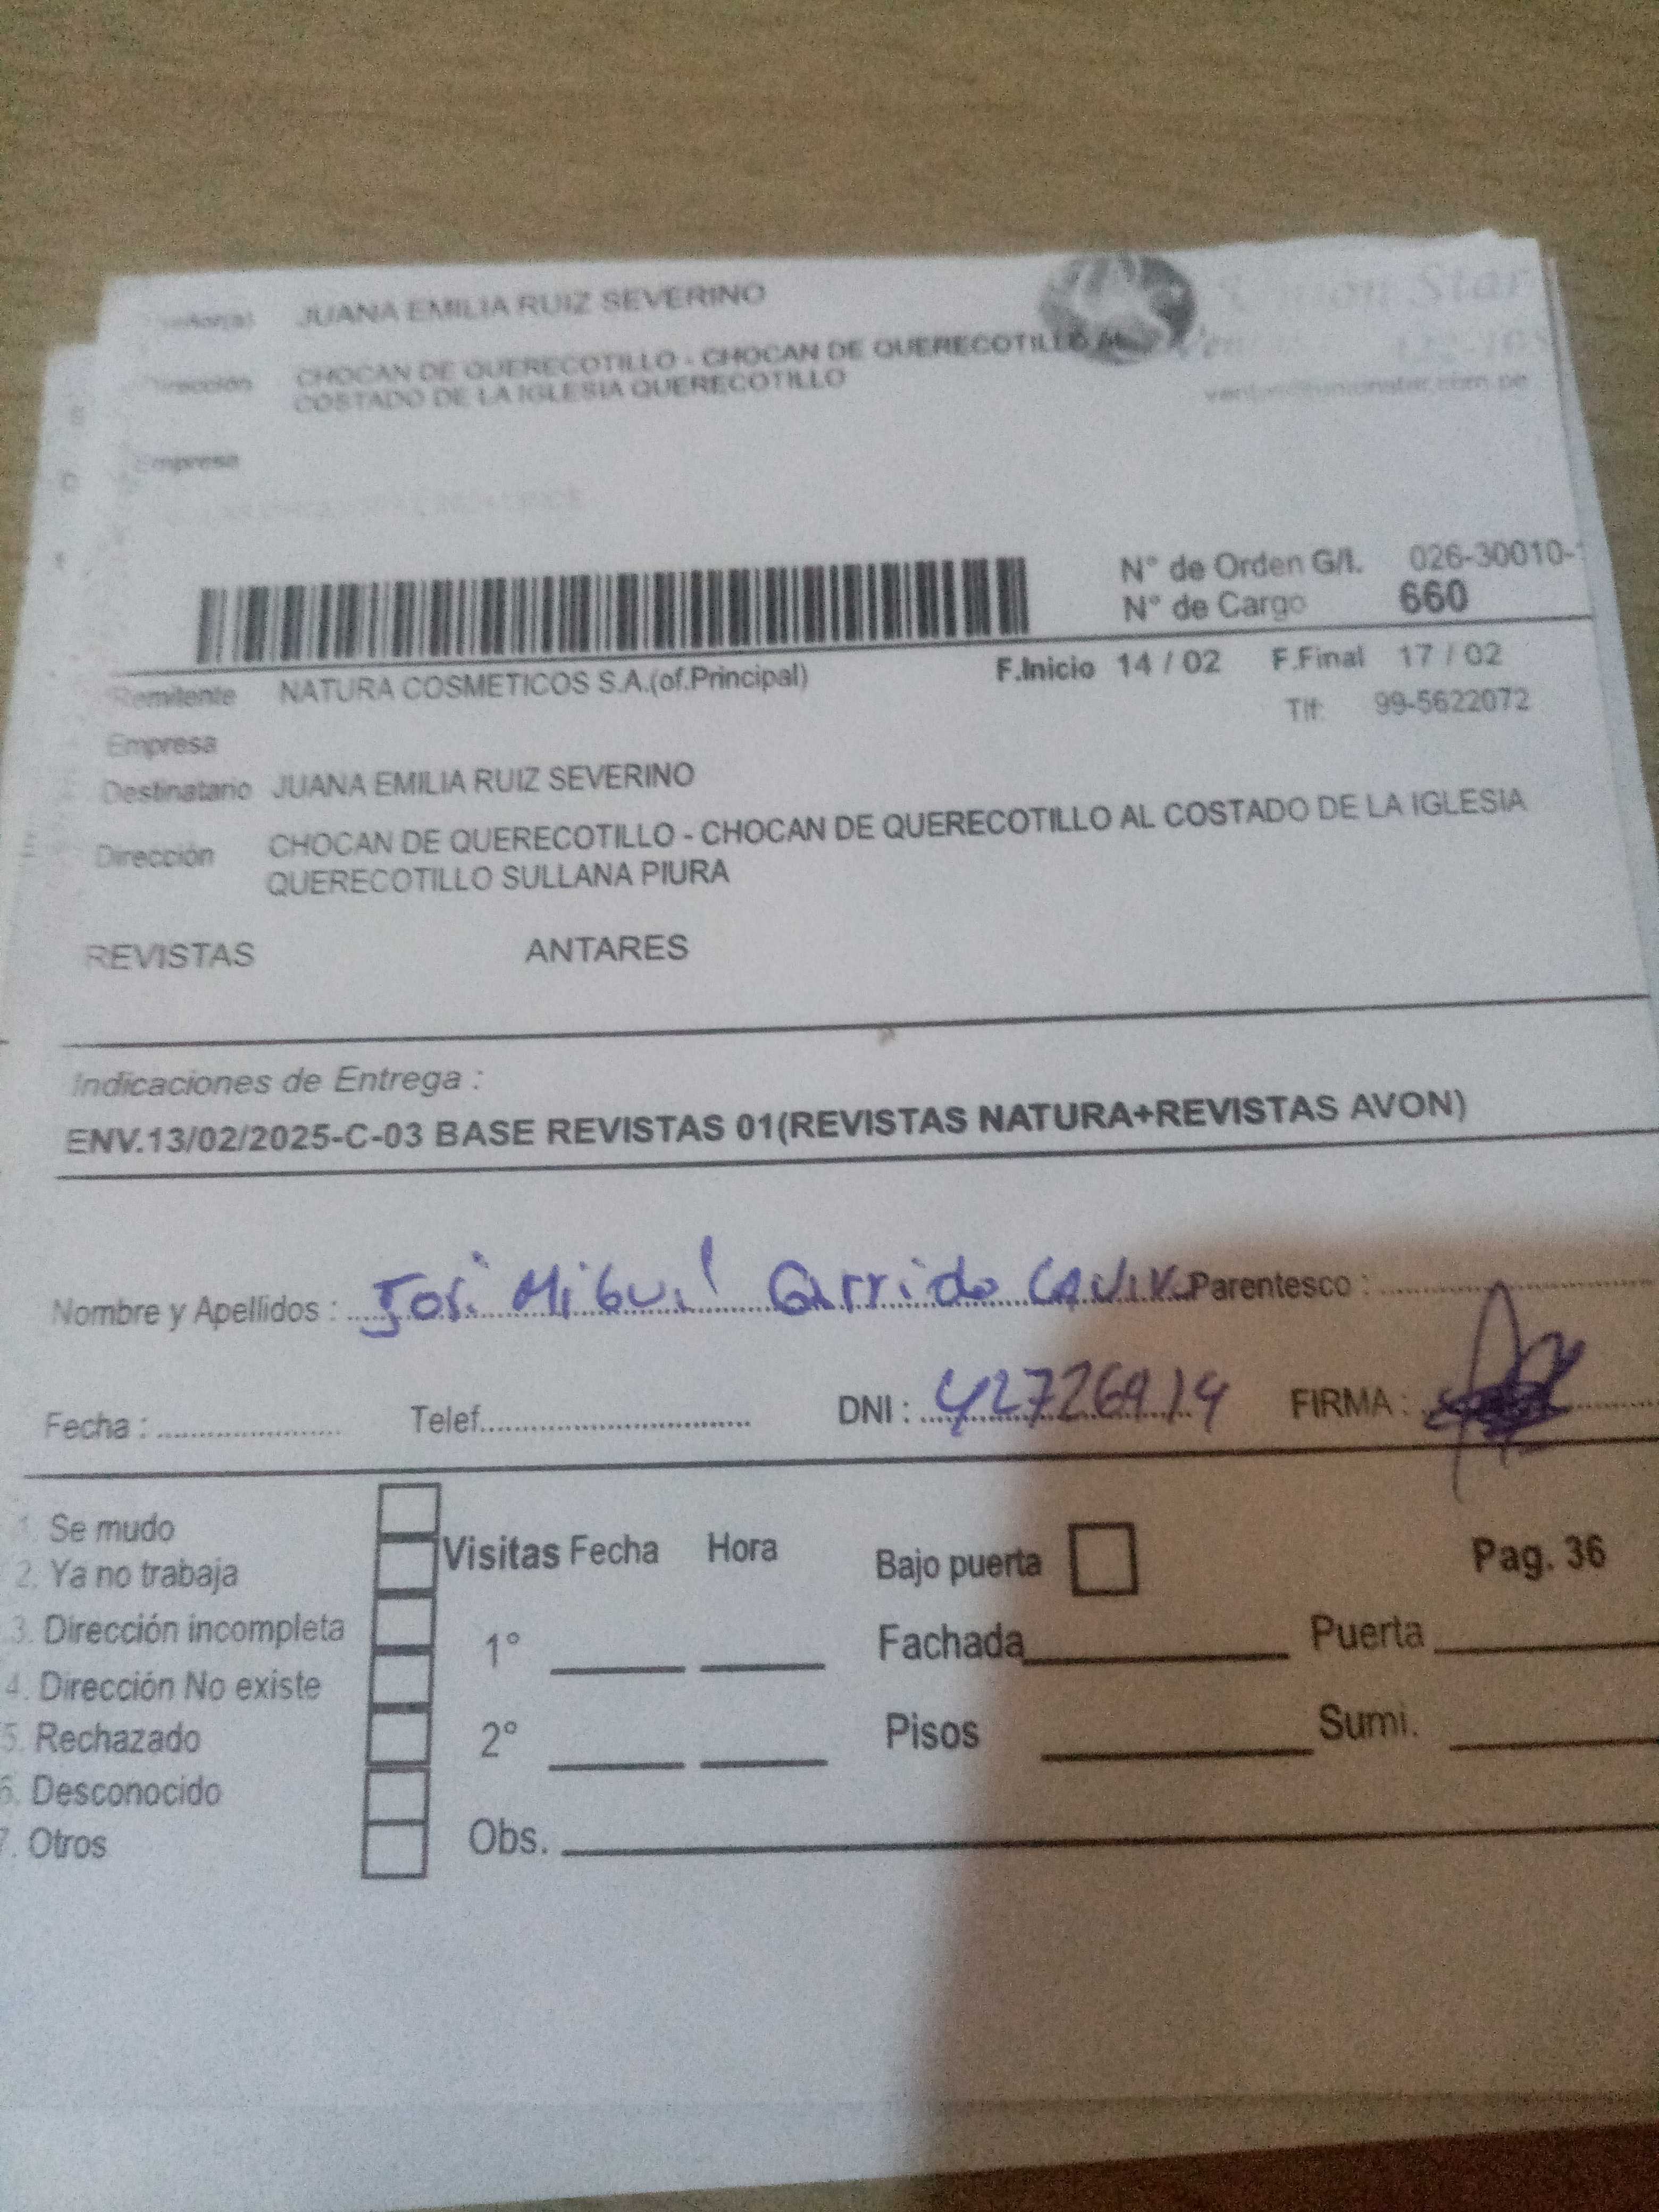 JUANA EMILIA RUIZ SEVERINO
Dirección CHOCAN DE QUERECOTILLO - CHOCAN DE QUERECOTILLO
COSTADO DE LA IGLESIA QUERECOTILLO
Empresa
N° de Orden G/I. 026-30010-
N° de Cargo 660
Remitente NATURA COSMETICOS S.A.(of.Principal) F.Inicio 14 / 02 F.Final 17 / 02
Tlf: 99-5622072
Empresa
Destinatario JUANA EMILIA RUIZ SEVERINO
Dirección CHOCAN DE QUERECOTILLO - CHOCAN DE QUERECOTILLO AL COSTADO DE LA IGLESIA
QUERECOTILLO SULLANA PIURA
REVISTAS ANTARES
Indicaciones de Entrega :
ENV.13/02/2025-C-03 BASE REVISTAS 01(REVISTAS NATURA+REVISTAS AVON)
Nombre y Apellidos : José Miguel Garrido Parentesco :
Fecha : Telef. DNI : FIRMA :
1. Se mudo
2. Ya no trabaja
3. Dirección incompleta
4. Dirección No existe
5. Rechazado
6. Desconocido
7. Otros
Visitas Fecha Hora
1°
2°
Obs.
Bajo puerta Pag. 36
Fachada Puerta
Pisos Sumi.